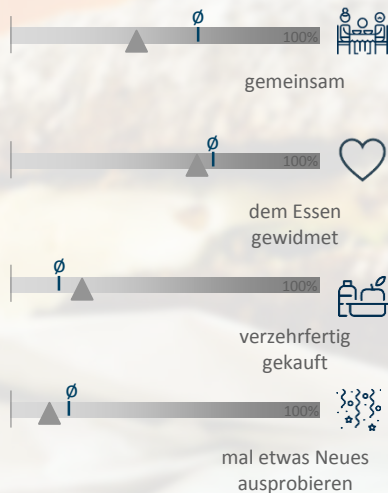 Ø
100%
gemeinsam
Ø
100%
dem Essen
gewidmet
Ø
100%
verzehrfertig
gekauft
Ø
100%
mal etwas Neues
ausprobieren